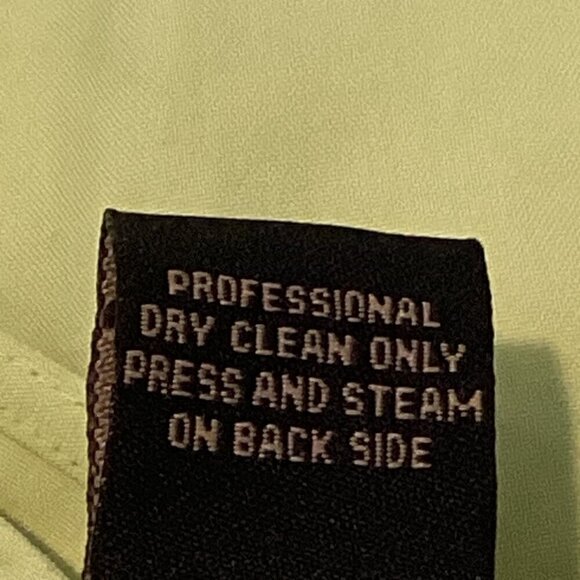 PROFESSIONAL
DRY CLEAN ONLY
PRESS AND STEAM
ON BACK SIDE